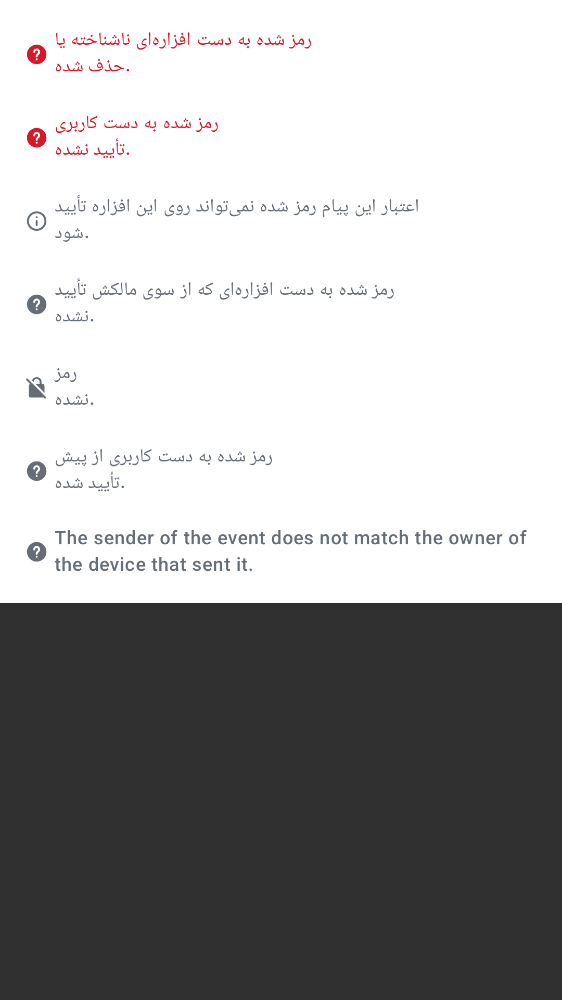 رمز شده به دست افزاره‌ای ناشناخته یا
حذف شده.
رمز شده به دست کاربری
تأیید نشده.
اعتبار این پیام رمز شده نمی‌تواند روی این افزاره تأیید
شود.
رمز شده به دست افزاره‌ای که از سوی مالکش تأیید
نشده.
رمز
نشده.
رمز شده به دست کاربری از پیش
تأیید شده.
The sender of the event does not match the owner of
the device that sent it.